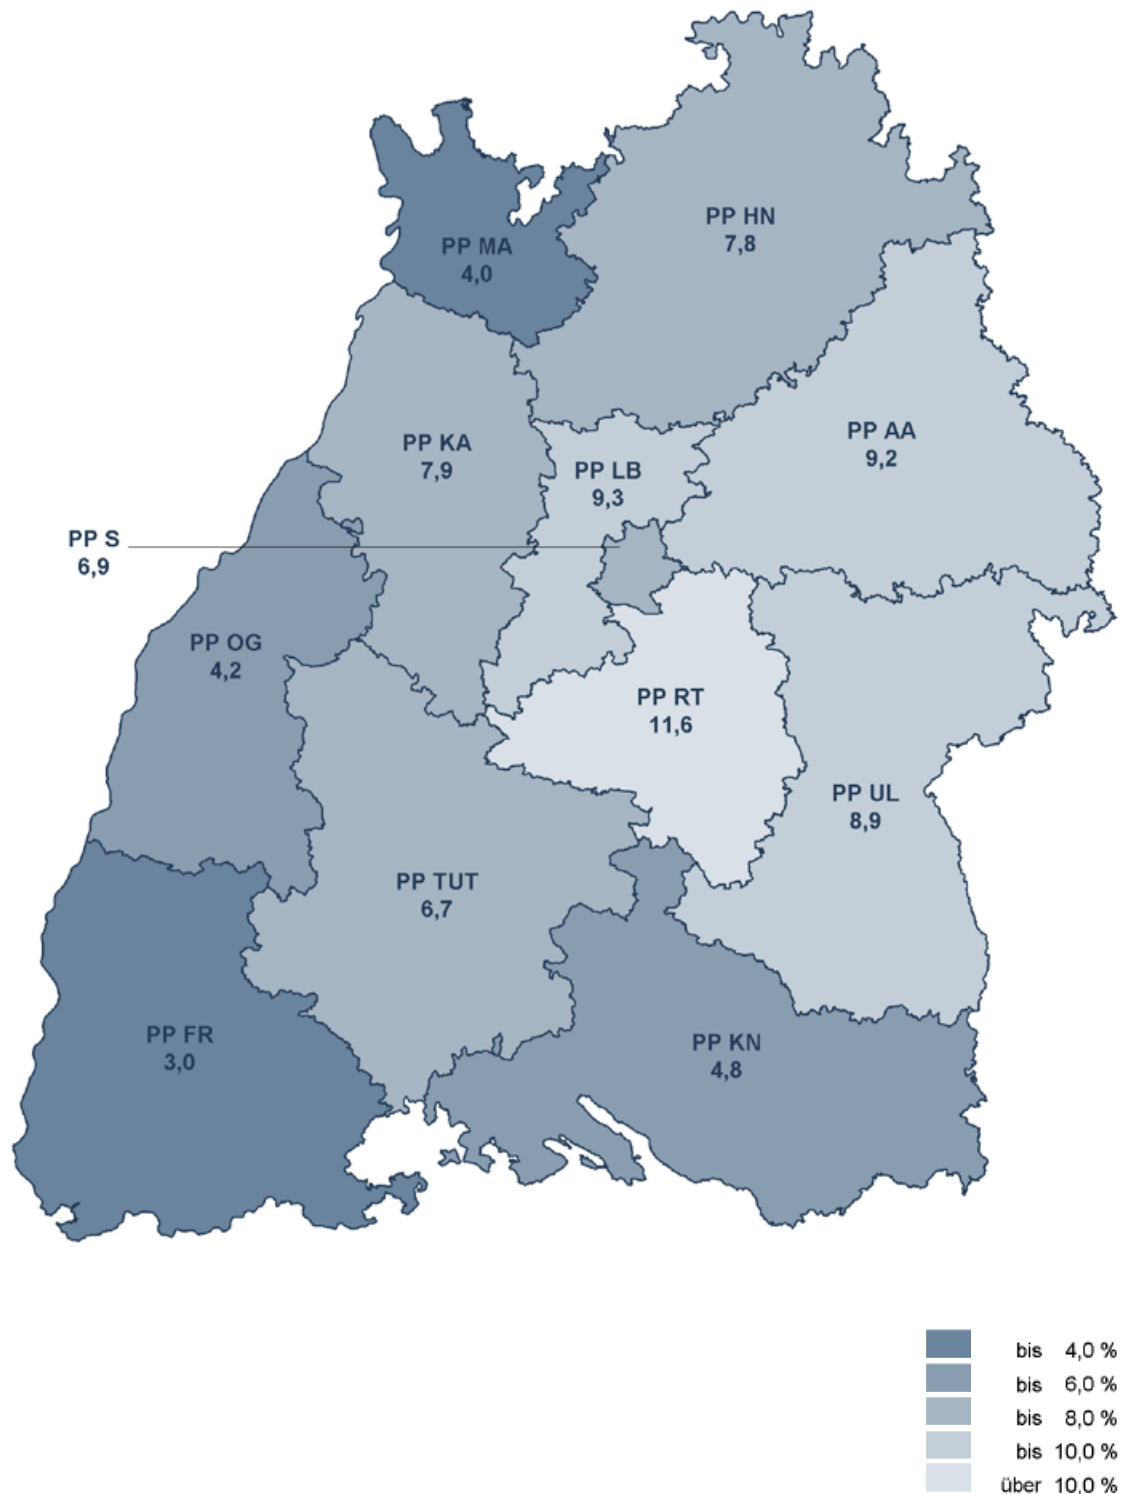 PP HN
7,8
PP MA
4,0
PP KA
7,9
PP AA
9,2
PP LB
9,3
PP S
6,9
PP OG
4,2
PP RT
11,6
PP UL
8,9
PP TUT
6,7
PP FR
3,0
PP KN
4,8
bis 4,0 %
bis 6,0 %
bis 8,0 %
bis 10,0 %
über 10,0 %